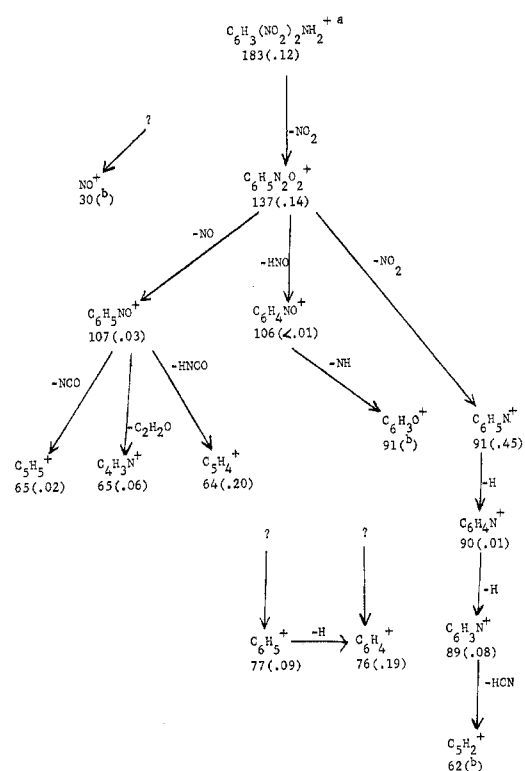 C6H3(NO2)2NH2+ a
183(.12)
?
-NO2
NO+
30(b)
C6H5N2O2+
137(.14)
-NO
-HNO
-NO2
C6H5NO+
107(.03)
C6H4NO+
106(<.01)
-NCO
-C2H2O
-HNCO
-NH
C5H5+
65(.02)
C4H3N+
65(.06)
C5H4+
64(.20)
C6H3O+
91(b)
C6H5N+
91(.45)
-H
C6H4N+
90(.01)
?
?
-H
C6H5+
77(.09)
-H
C6H4+
76(.19)
C6H3N+
89(.08)
-HCN
C5H2+
62(b)